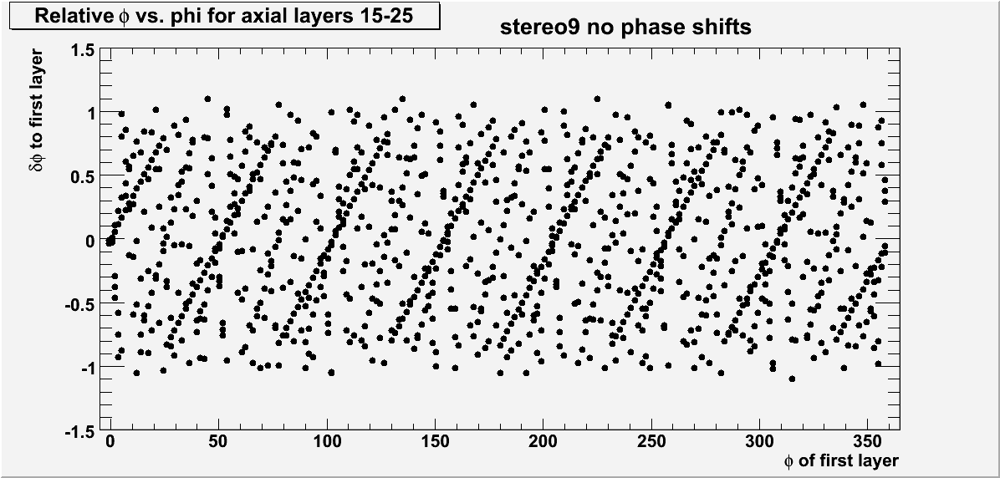 Relative ϕ vs. phi for axial layers 15-25
stereo9 no phase shifts
δϕ to first layer
1.5
1
0.5
0
-0.5
-1
-1.5
0 50 100 150 200 250 300 350
ϕ of first layer